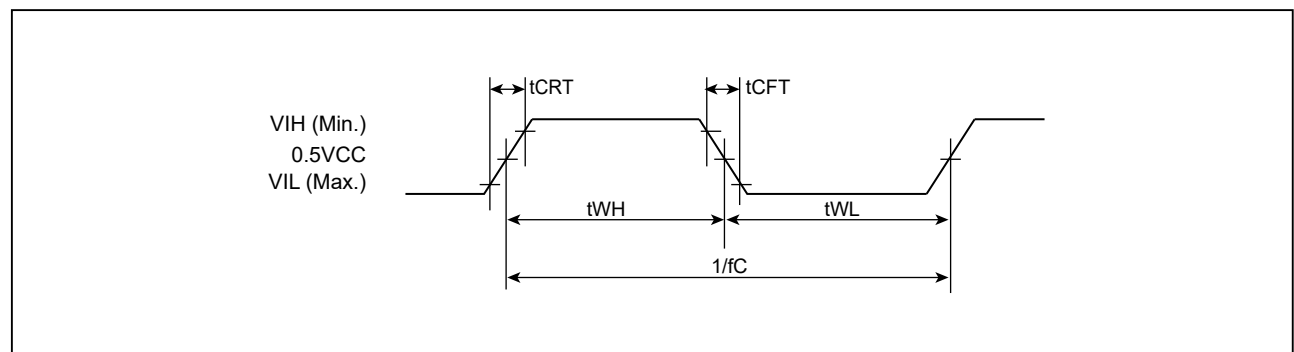 tCRT
tCFT
VIH (Min.)
0.5VCC
VIL (Max.)
tWH
tWL
1/fC